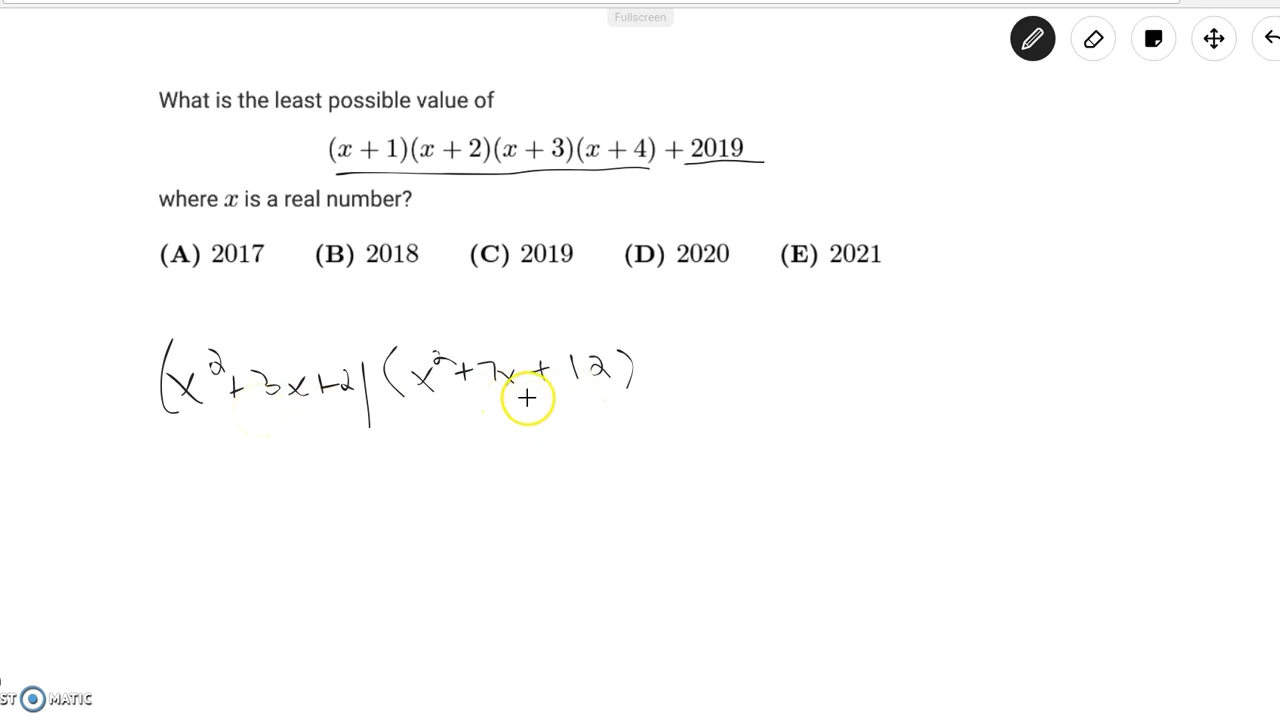 Fullscreen
What is the least possible value of
(x + 1)(x + 2)(x + 3)(x + 4) + 2019
where x is a real number?
(A) 2017 (B) 2018 (C) 2019 (D) 2020 (E) 2021
(x² + 3x + 2) (x² + 7x + 12)
ST MATIC